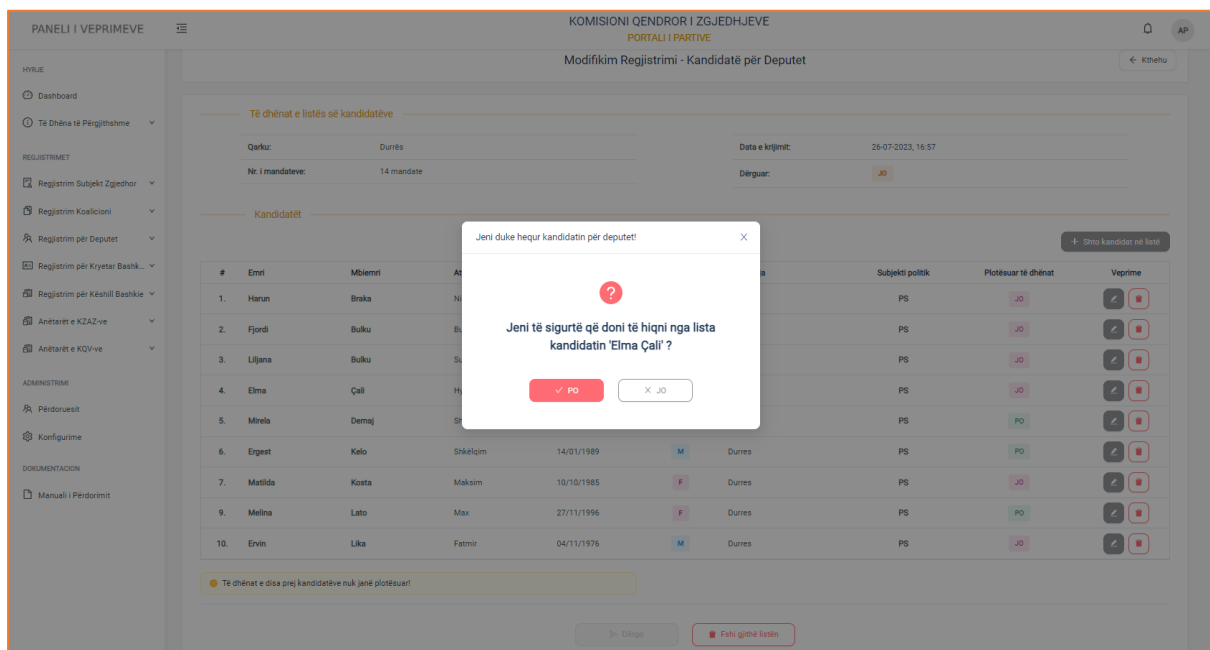 PANELI I VEPRIMEVE
KOMISIONI QENDROR I ZGJEDHJEVE
PORTALI I PARTIVE
AP
HYRJE
Dashboard
Të Dhëna të Përgjithshme
REGJISTRIMET
Regjistrim Subjekt Zgjedhor
Regjistrim Koalicioni
Regjistrim për Deputet
Regjistrim për Kryetar Bashk...
Regjistrim për Këshill Bashkie
Anëtarët e KZAZ-ve
Anëtarët e KQV-ve
ADMINISTRIMI
Përdoruesit
Konfigurime
DOKUMENTACION
Manuali i Përdorimit
Modifikim Regjistrimi - Kandidatë për Deputet
Kthehu
Të dhënat e listës së kandidatëve
Qarku: Durrës Data e krijimit: 26-07-2023, 16:57
Nr. i mandateve: 14 mandate Dërguar: JO
Kandidatët
Shto kandidat në listë
# Emri Mbiemri Subjekti politik Plotësuar të dhënat Veprime
1. Harun Braka PS JO
2. Fjordi Bulku PS JO
3. Liljana Bulku PS JO
4. Elma Çali PS JO
5. Mirela Demaj PS PO
6. Ergest Kelo Shkëlqim 14/01/1989 M Durres PS PO
7. Matilda Kosta Maksim 10/10/1985 F Durres PS JO
9. Melina Lato Max 27/11/1996 F Durres PS PO
10. Ervin Lika Fatmir 04/11/1976 M Durres PS JO
Të dhënat e disa prej kandidatëve nuk janë plotësuar!
Dërgo Fshi gjithë listën
Jeni duke hequr kandidatin për deputet! X
?
Jeni të sigurtë që doni të hiqni nga lista
kandidatin 'Elma Çali' ?
PO JO